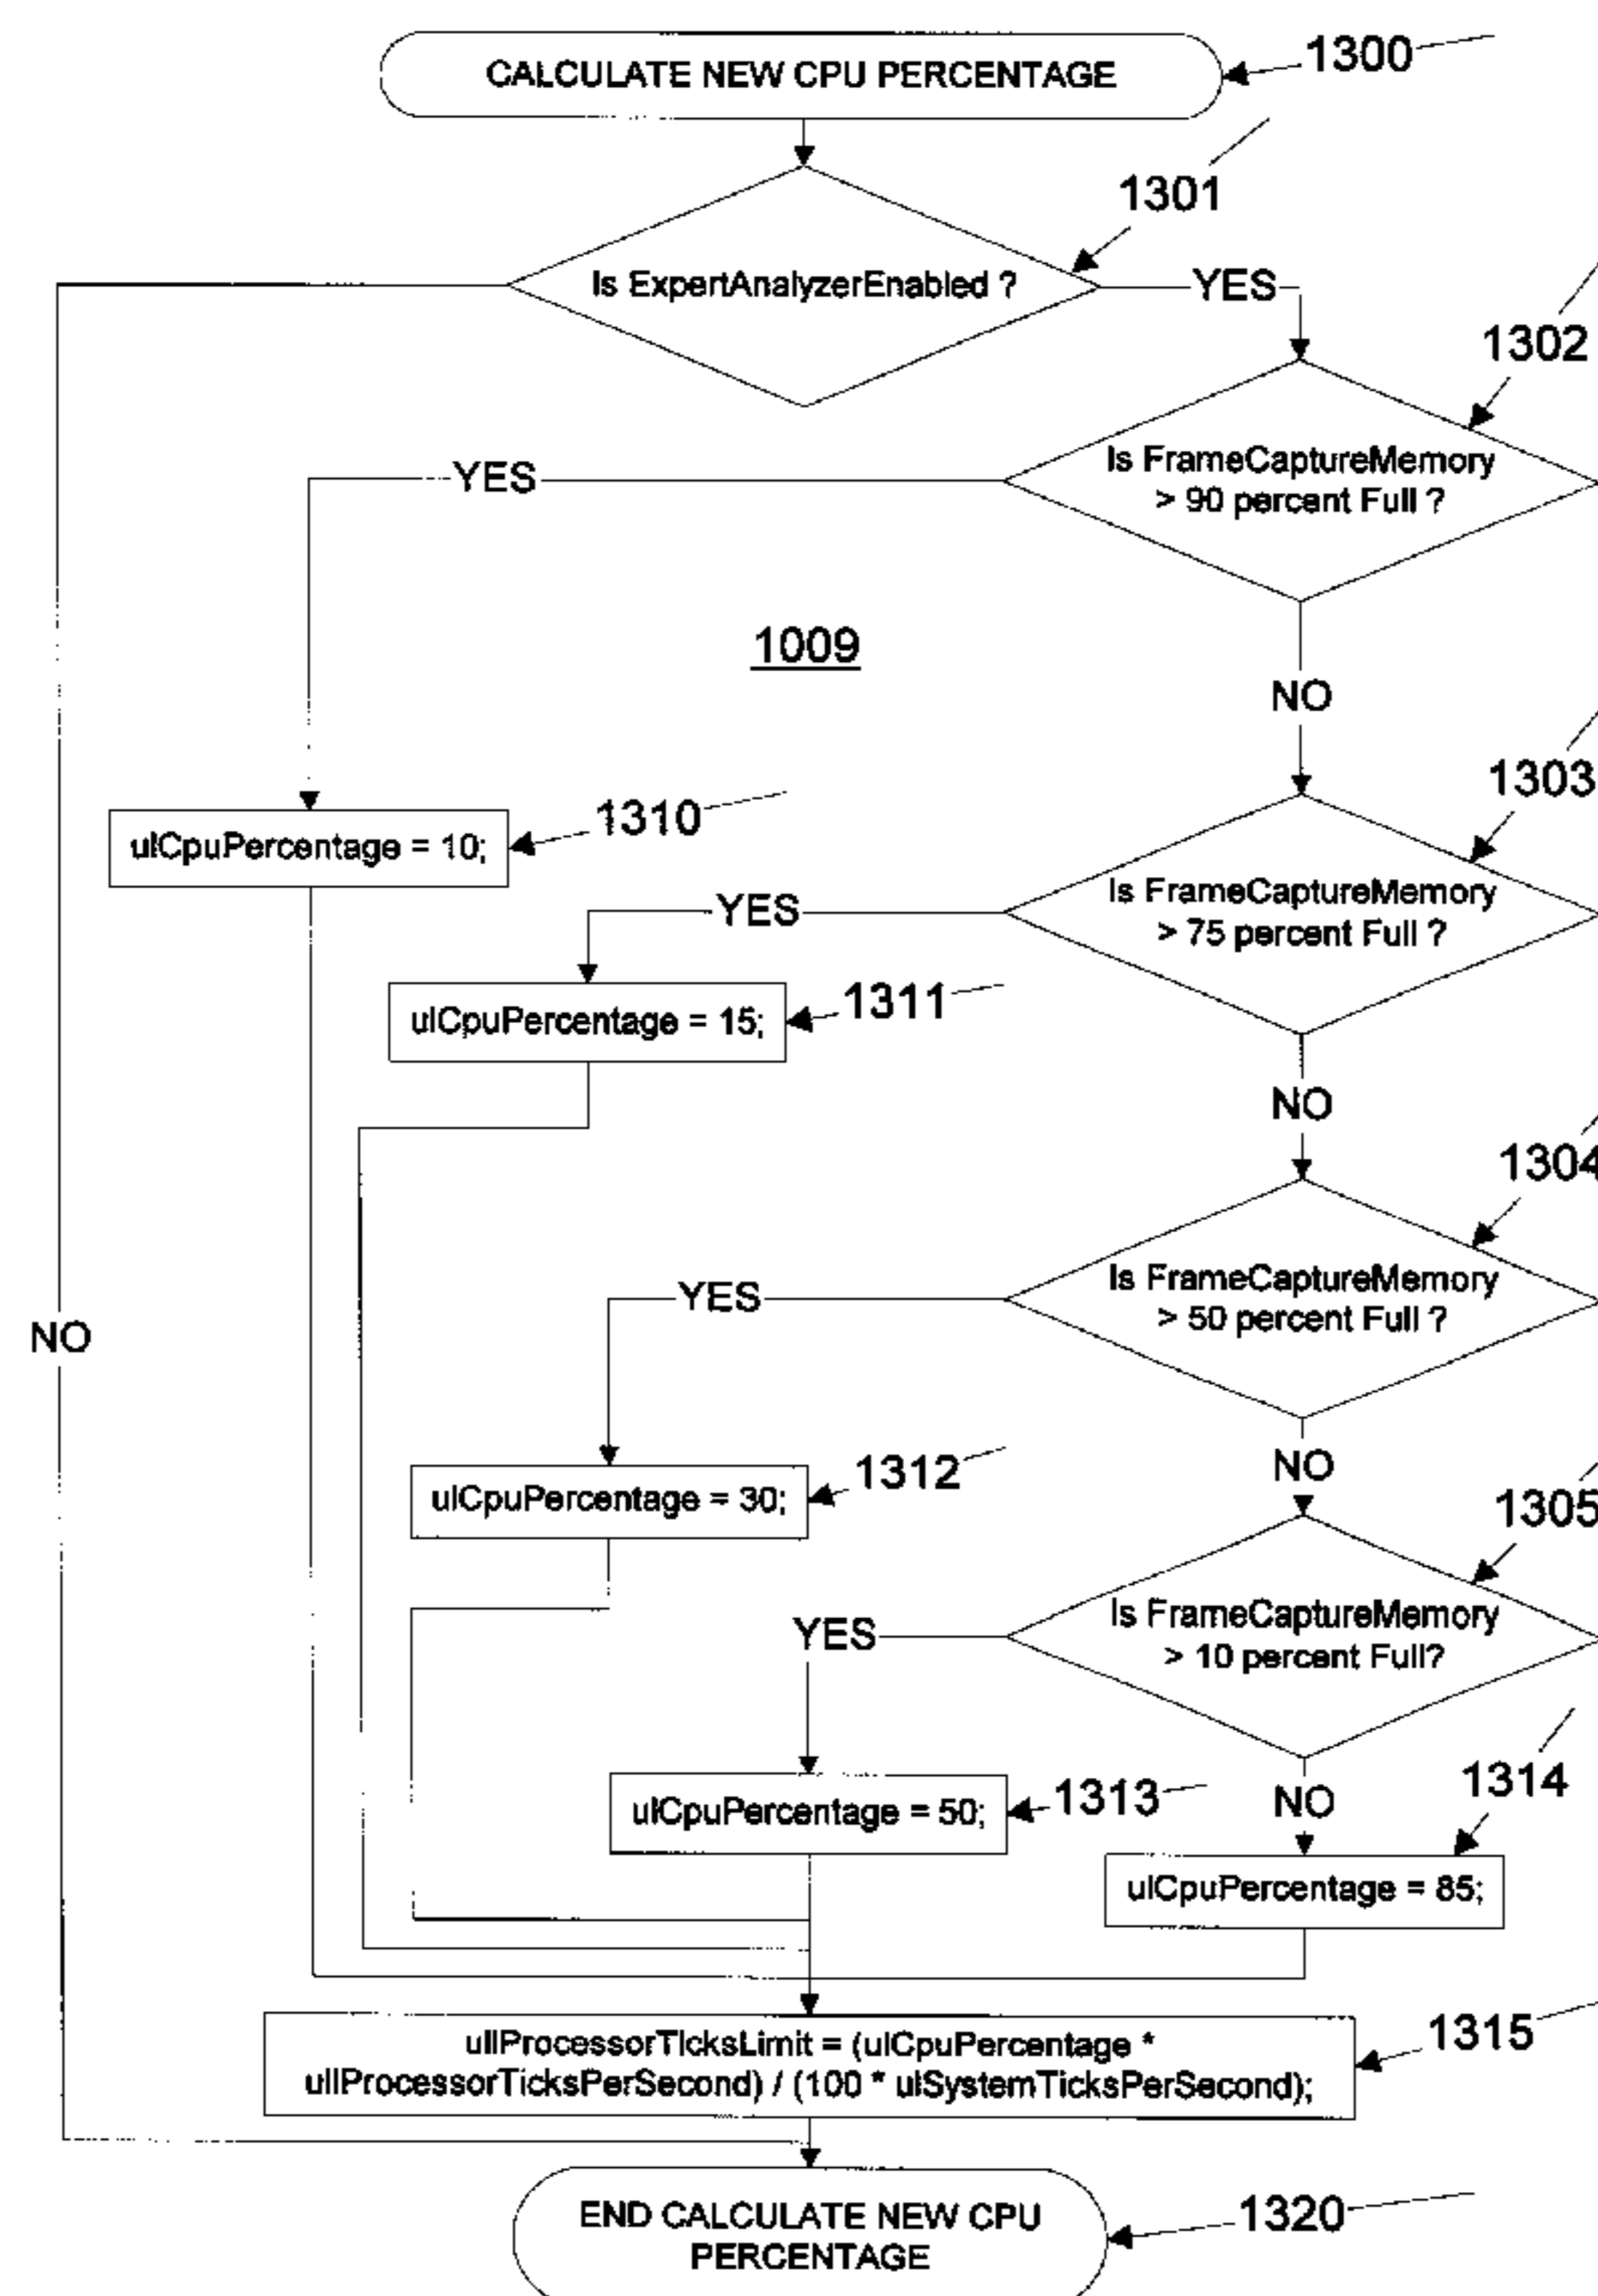 CALCULATE NEW CPU PERCENTAGE
1300
1301
Is ExpertAnalyzerEnabled ?
YES
1302
Is FrameCaptureMemory
> 90 percent Full ?
YES
1009
NO
1303
1310
ulCpuPercentage = 10;
Is FrameCaptureMemory
> 75 percent Full ?
YES
1311
ulCpuPercentage = 15;
NO
1304
Is FrameCaptureMemory
> 50 percent Full ?
YES
NO
1312
ulCpuPercentage = 30;
NO
1305
Is FrameCaptureMemory
> 10 percent Full?
YES
1313
ulCpuPercentage = 50;
NO
1314
ulCpuPercentage = 85;
1315
ullProcessorTicksLimit = (ulCpuPercentage *
ullProcessorTicksPerSecond) / (100 * ulSystemTicksPerSecond);
END CALCULATE NEW CPU
PERCENTAGE
1320